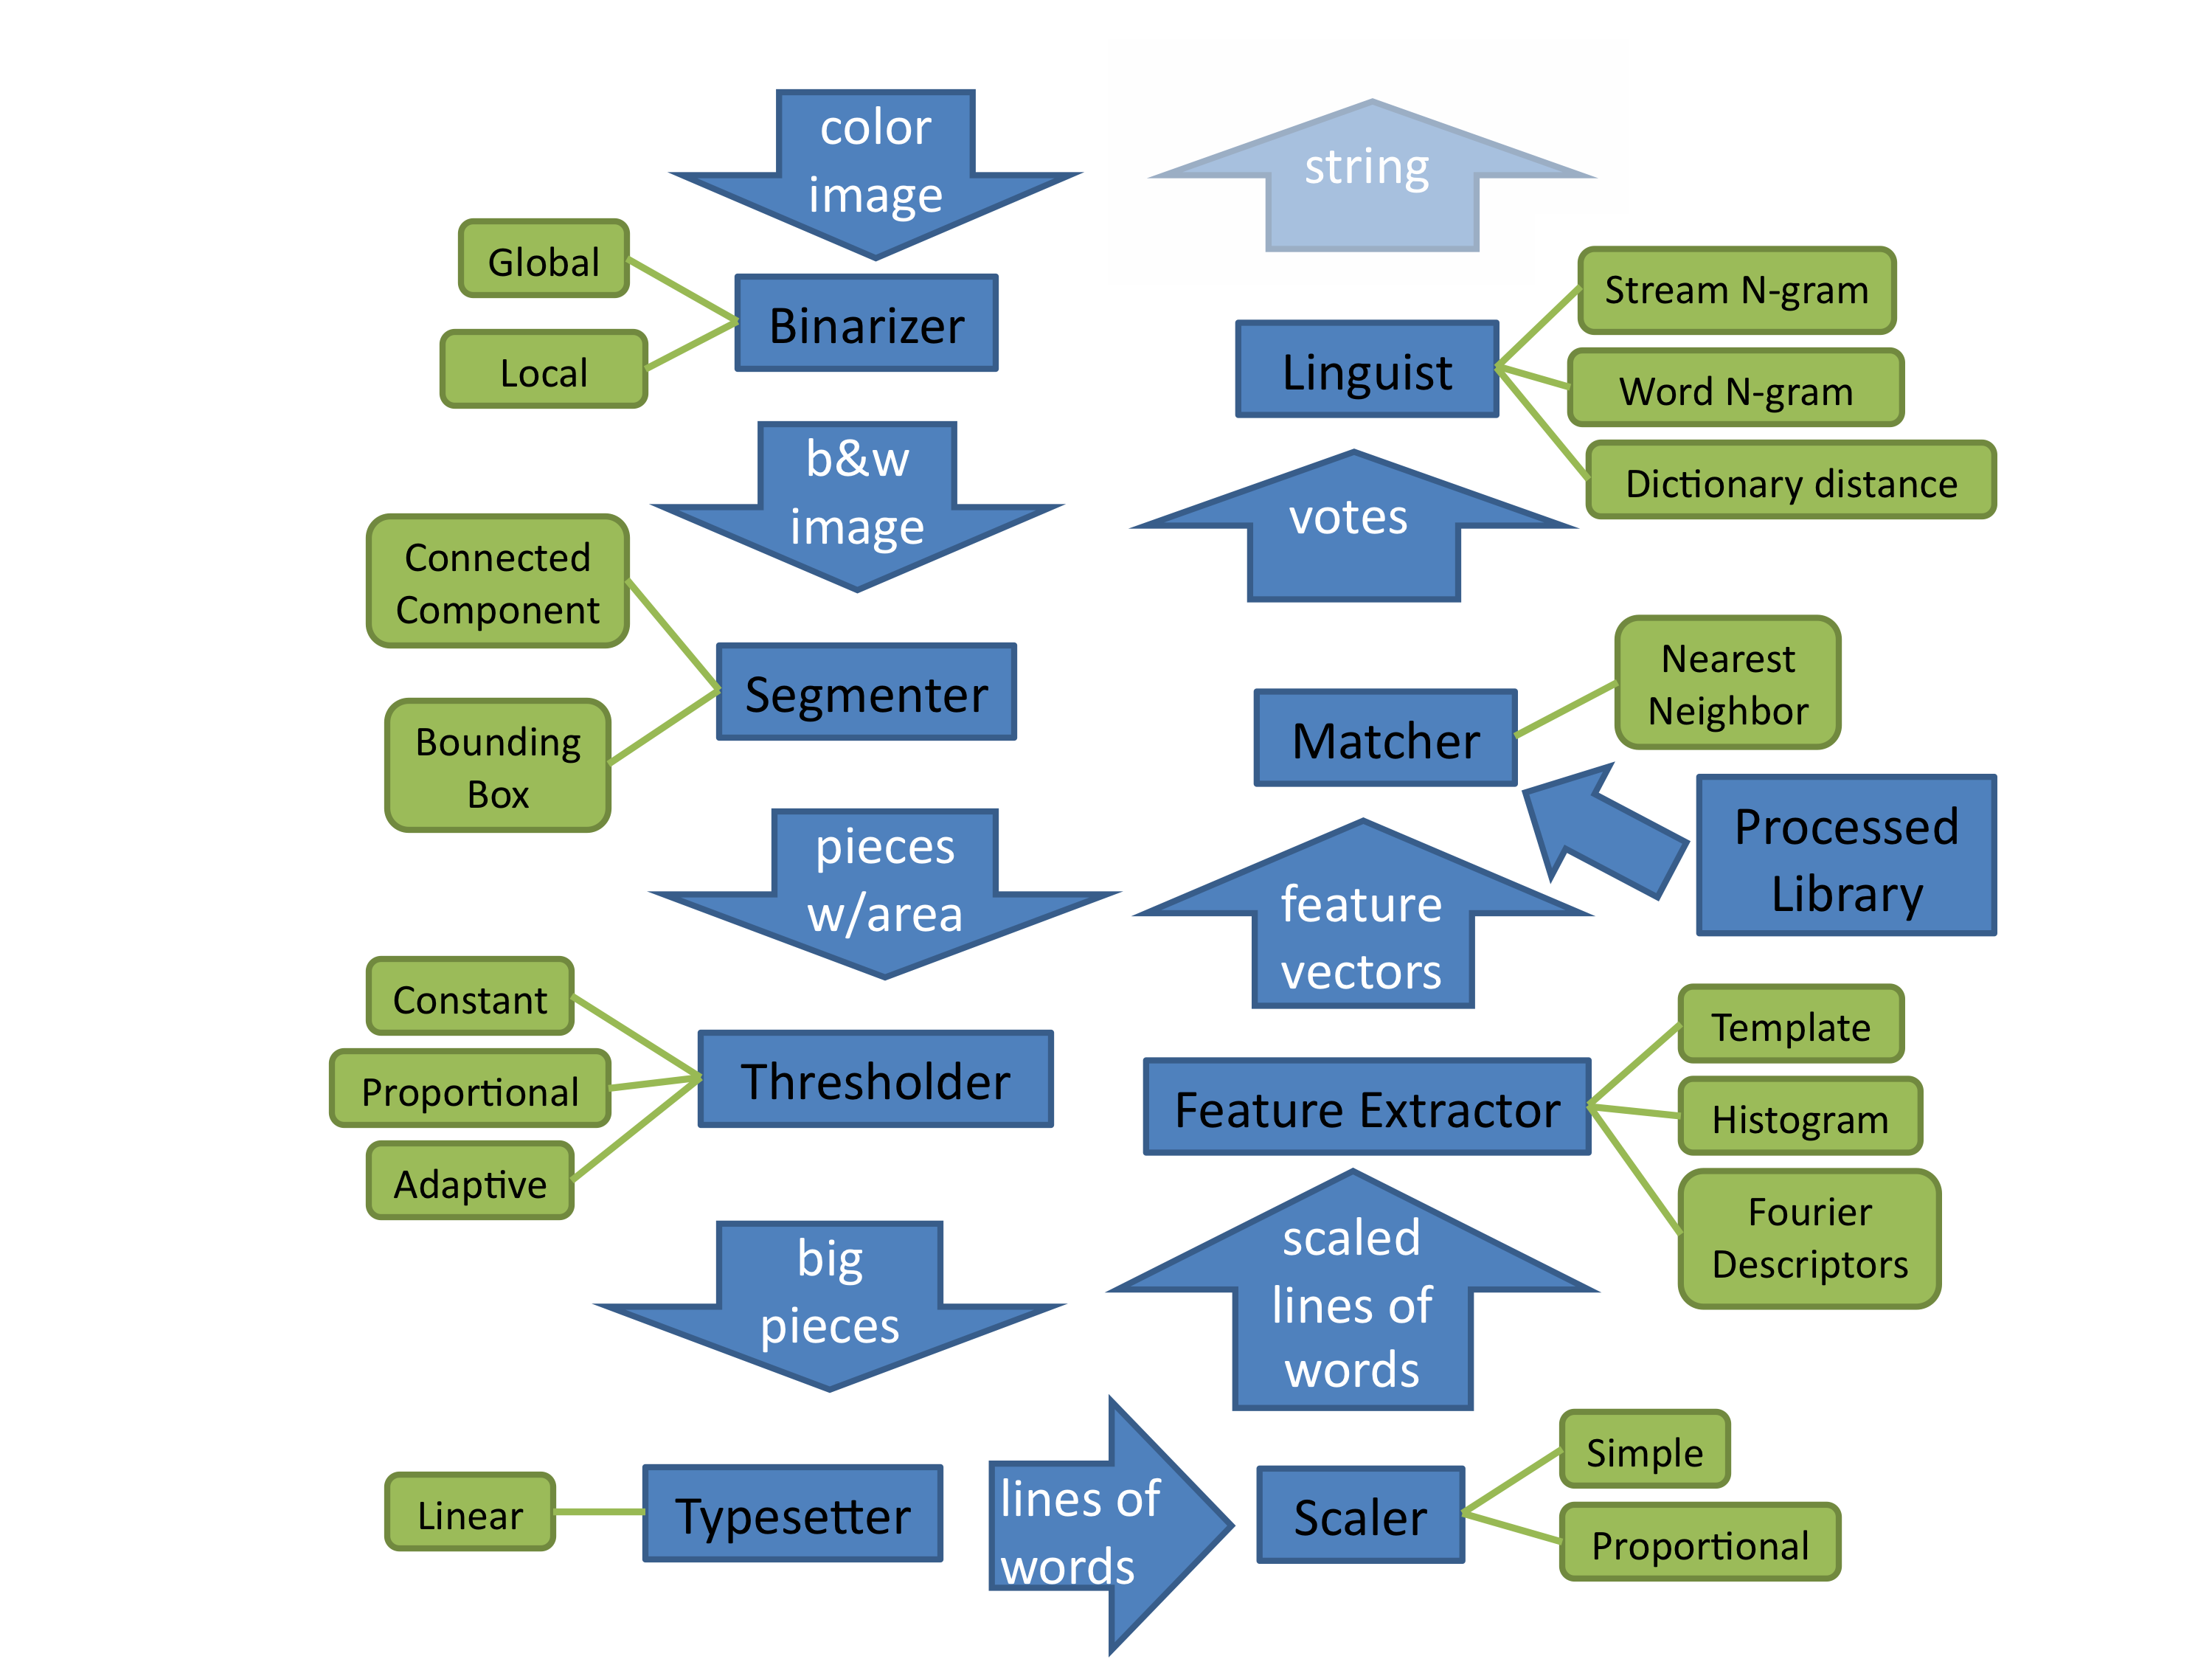 color
image
Global
Local
Binarizer
b&w
image
Connected
Component
Bounding
Box
Segmenter
pieces
w/area
Constant
Proportional
Adaptive
Thresholder
big
pieces
Linear
Typesetter
lines of
words
Scaler
Simple
Proportional
scaled
lines of
words
Feature Extractor
Template
Histogram
Fourier
Descriptors
feature
vectors
Matcher
Nearest
Neighbor
Processed
Library
votes
Linguist
Stream N-gram
Word N-gram
Dictionary distance
string